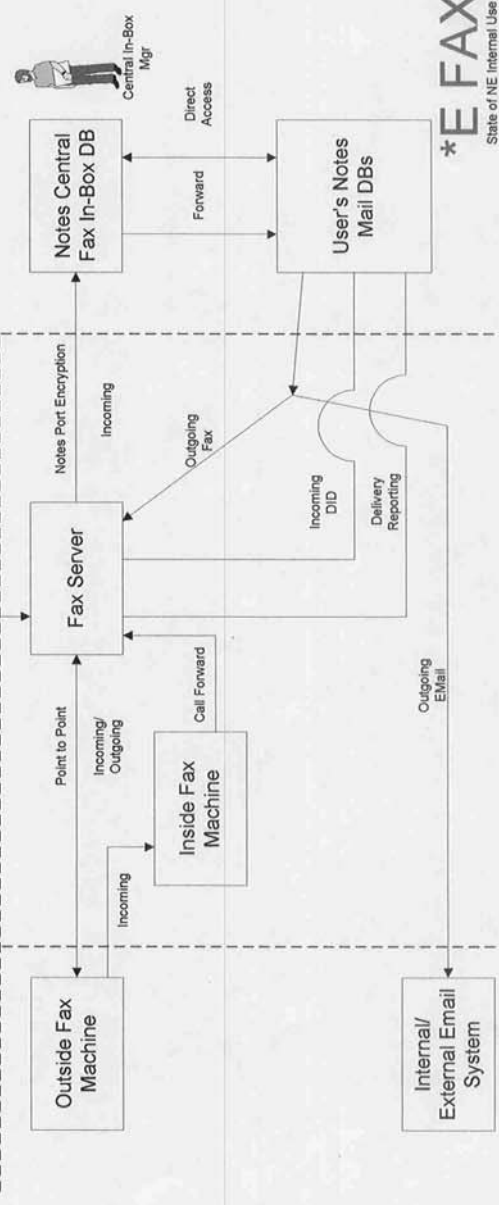 Outside Fax
Machine
Incoming
Point to Point
Incoming/
Outgoing
Inside Fax
Machine
Call Forward
Fax Server
Notes Port Encryption
Incoming
Notes Central
Fax In-Box DB
Central In-Box
Mgr
Forward
Direct
Access
User's Notes
Mail DBs
Outgoing
Fax
Incoming
DID
Delivery
Reporting
Outgoing
EMail
Internal/
External Email
System
*E FAX
State of NE Internal Use